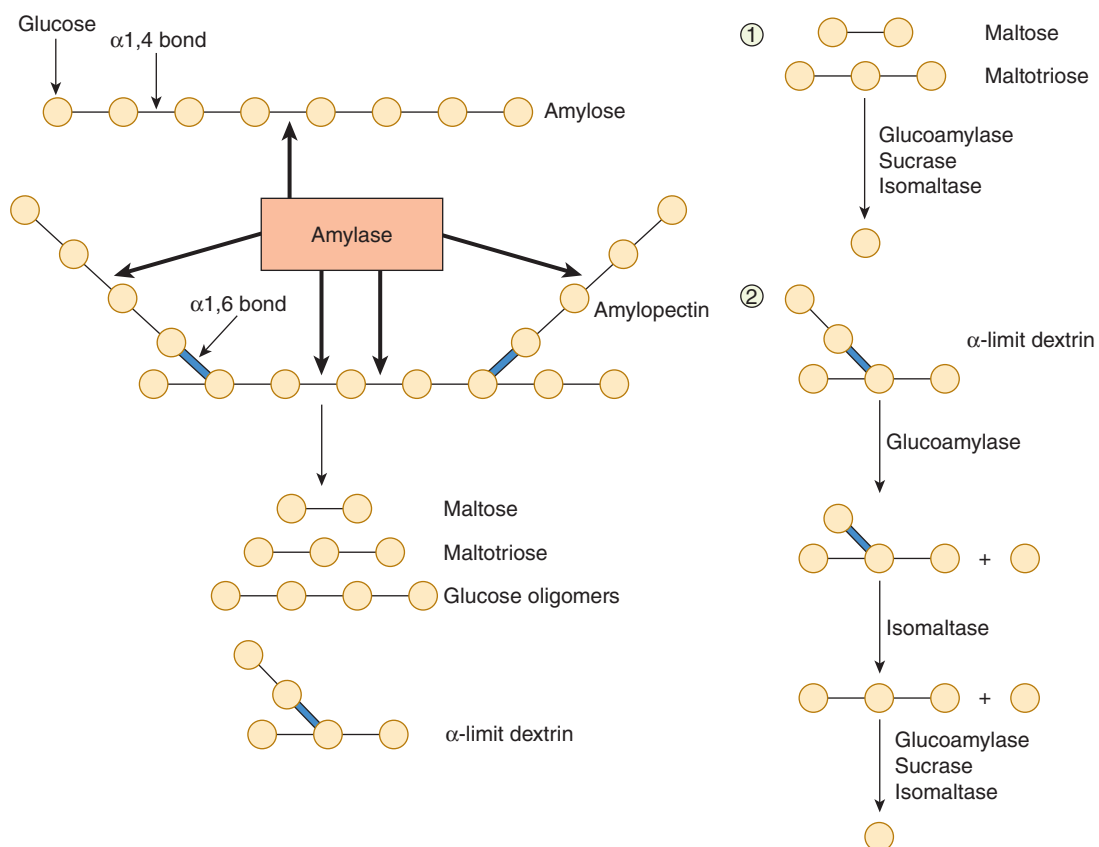 Glucose
α1,4 bond
Amylose
Amylase
α1,6 bond
Amylopectin
Maltose
Maltotriose
Glucose oligomers
α-limit dextrin
1
Maltose
Maltotriose
Glucoamylase
Sucrase
Isomaltase
2
α-limit dextrin
Glucoamylase
+
Isomaltase
+
Glucoamylase
Sucrase
Isomaltase